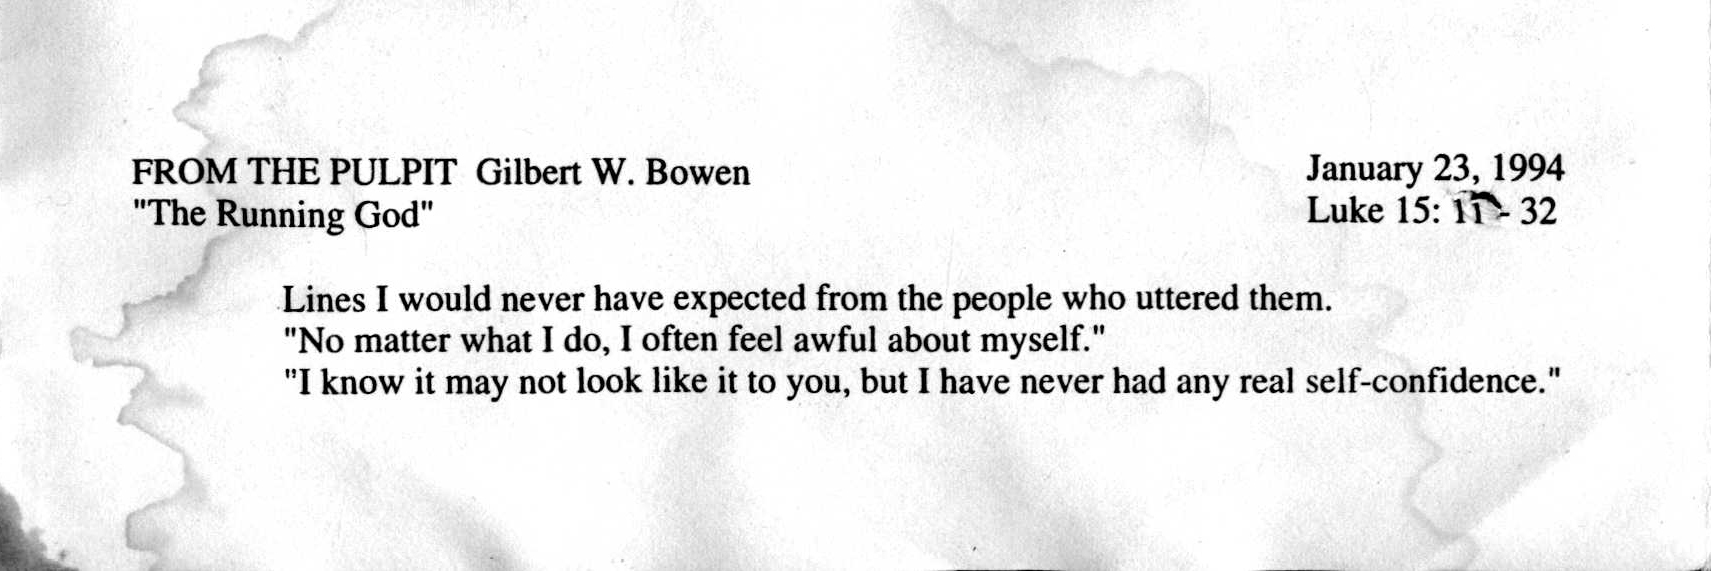 FROM THE PULPIT Gilbert W. Bowen January 23, 1994
"The Running God" Luke 15: 11 - 32
Lines I would never have expected from the people who uttered them.
"No matter what I do, I often feel awful about myself."
"I know it may not look like it to you, but I have never had any real self-confidence."